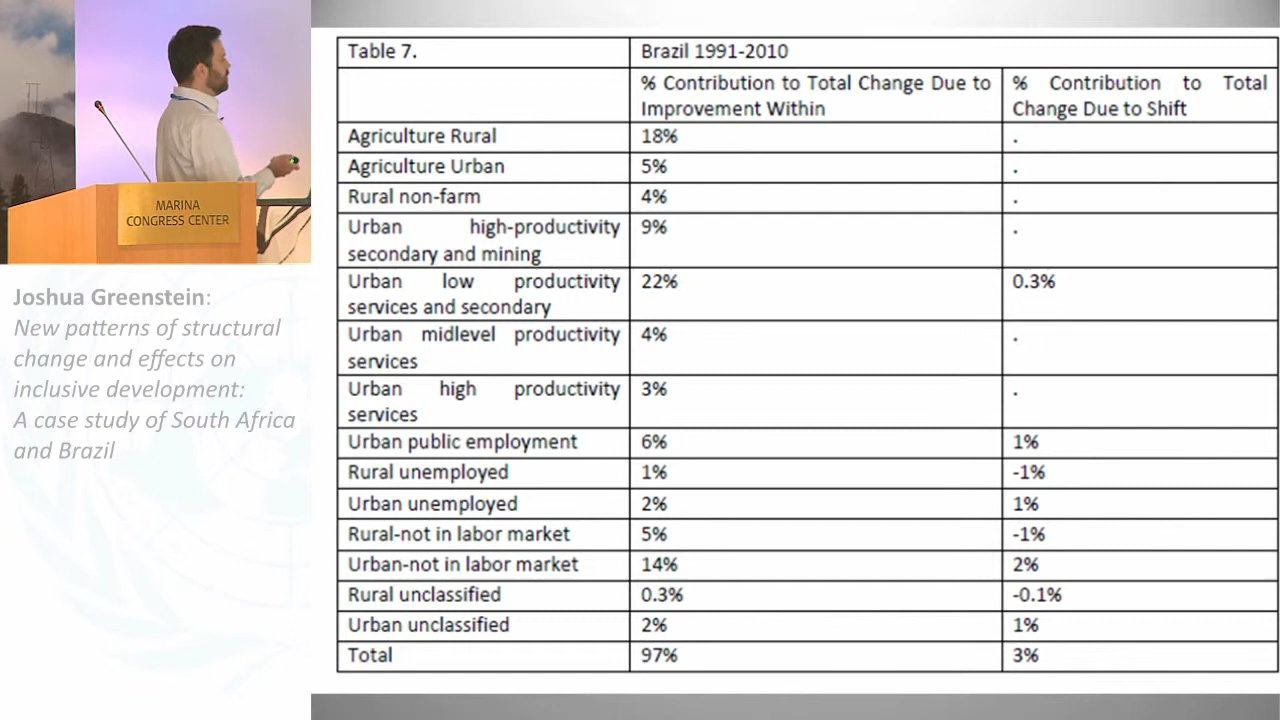 MARINA
CONGRESS CENTER
Joshua Greenstein:
New patterns of structural
change and effects on
inclusive development:
A case study of South Africa
and Brazil
Table 7. Brazil 1991-2010
% Contribution to Total Change Due to Improvement Within % Contribution to Total Change Due to Shift
Agriculture Rural 18% .
Agriculture Urban 5% .
Rural non-farm 4% .
Urban high-productivity secondary and mining 9% .
Urban low productivity services and secondary 22% 0.3%
Urban midlevel productivity services 4% .
Urban high productivity services 3% .
Urban public employment 6% 1%
Rural unemployed 1% -1%
Urban unemployed 2% 1%
Rural-not in labor market 5% -1%
Urban-not in labor market 14% 2%
Rural unclassified 0.3% -0.1%
Urban unclassified 2% 1%
Total 97% 3%